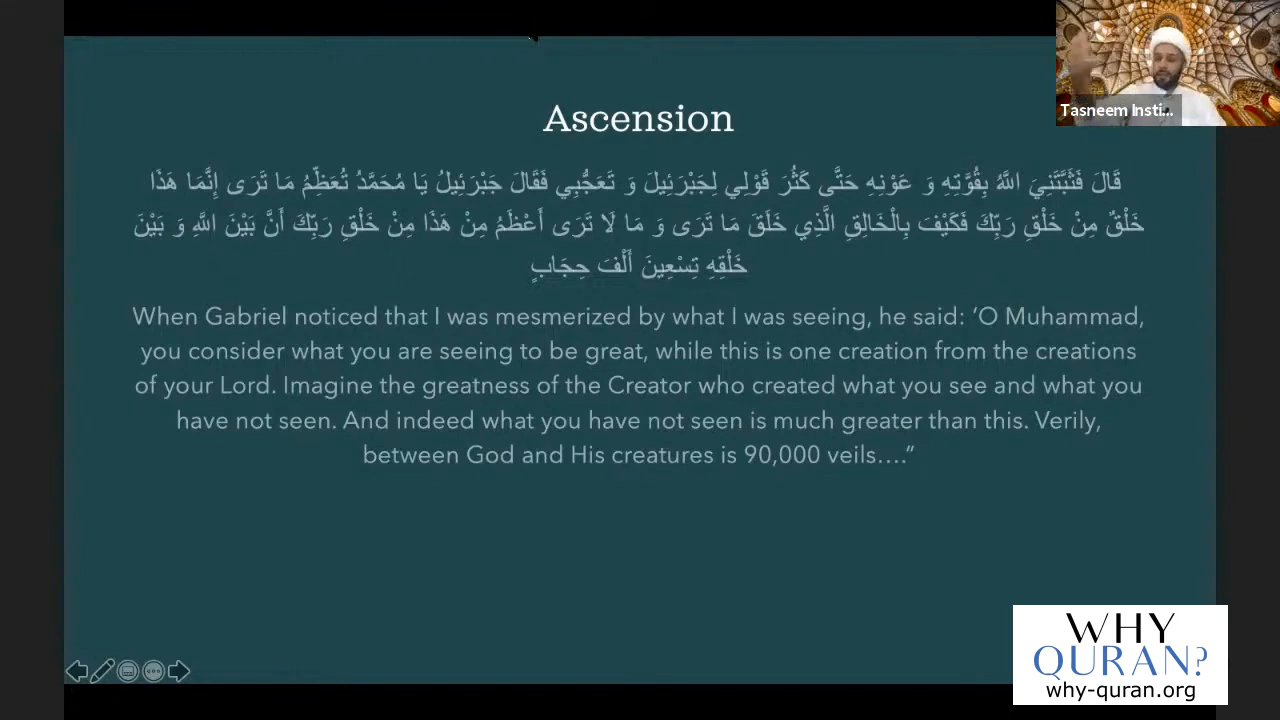 Tasneem Insti...
Ascension
قَالَ فَثَبَّتَنِيَ اللَّهُ بِقُوَّتِهِ وَ عَوْنِهِ حَتَّى كَثُرَ قَوْلِي لِجَبْرَئِيلَ وَ تَعَجُّبِي فَقَالَ جَبْرَئِيلُ يَا مُحَمَّدُ تُعَظِّمُ مَا تَرَى إِنَّمَا هَذَا
خَلْقٌ مِنْ خَلْقِ رَبِّكَ فَكَيْفَ بِالْخَالِقِ الَّذِي خَلَقَ مَا تَرَى وَ مَا لَا تَرَى أَعْظَمُ مِنْ هَذَا مِنْ خَلْقِ رَبِّكَ أَنَّ بَيْنَ اللَّهِ وَ بَيْنَ
خَلْقِهِ تِسْعِينَ أَلْفَ حِجَابٍ
When Gabriel noticed that I was mesmerized by what I was seeing, he said: ‘O Muhammad,
you consider what you are seeing to be great, while this is one creation from the creations
of your Lord. Imagine the greatness of the Creator who created what you see and what you
have not seen. And indeed what you have not seen is much greater than this. Verily,
between God and His creatures is 90,000 veils….”
WHY
QURAN?
why-quran.org